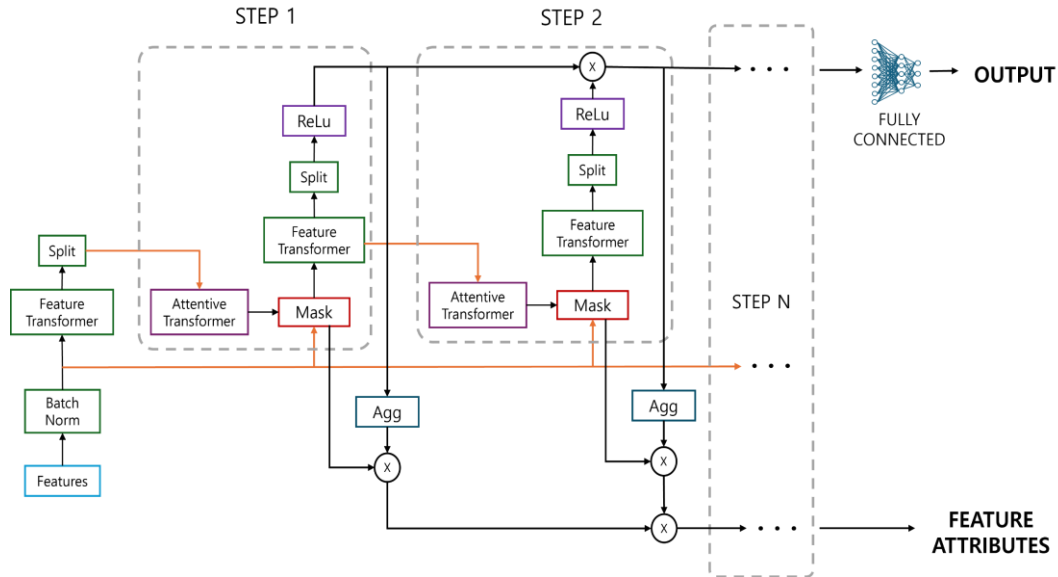 STEP 1
STEP 2
X
OUTPUT
FULLY
CONNECTED
ReLu
ReLu
Split
Split
Feature
Transformer
Feature
Transformer
Split
Feature
Transformer
Attentive
Transformer
Mask
Attentive
Transformer
Mask
STEP N
Batch
Norm
Agg
Agg
Features
X
X
X
FEATURE
ATTRIBUTES